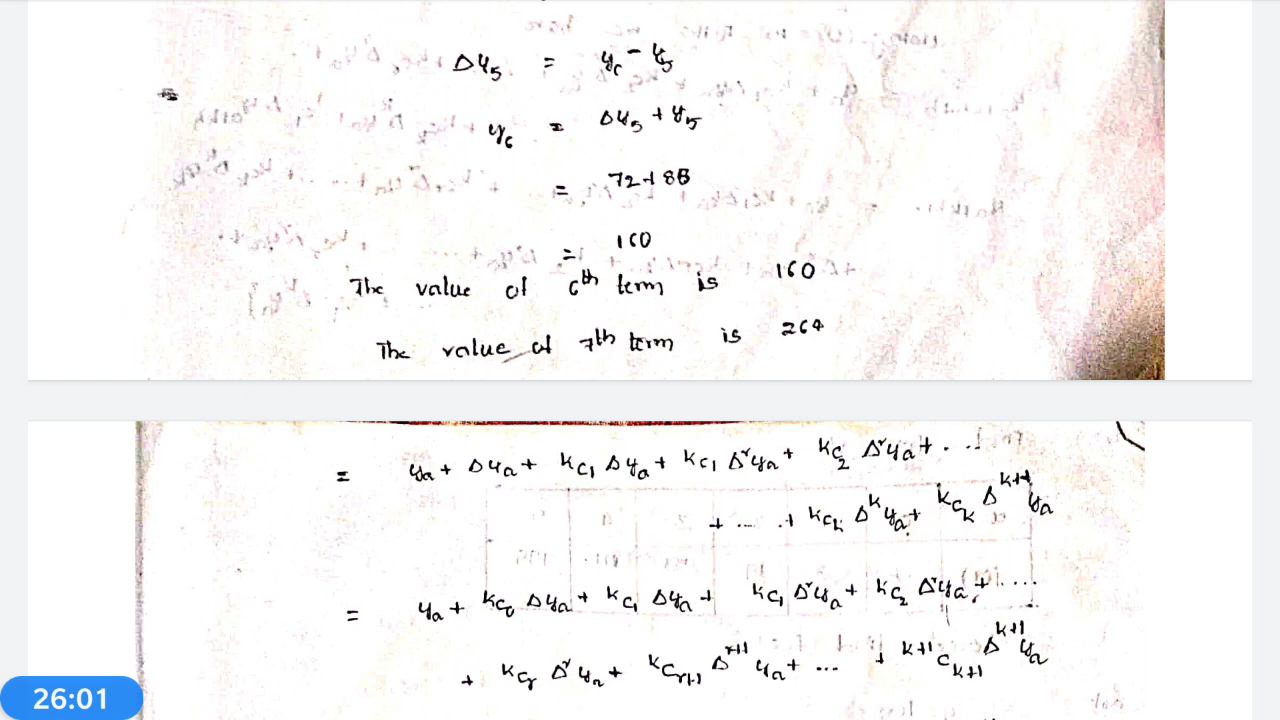 Δy₅ = y₆ - y₅
y₆ = Δy₅ + y₅
= 72 + 88
= 160
The value of 6th term is 160
The value of 7th term is 264
= yₐ + Δyₐ + kc₁ Δyₐ + kc₁ Δ²yₐ + kc₂ Δ²yₐ + ...
+ .... + kcₖ Δᵏyₐ + kcₖ Δᵏ⁺¹yₐ
= yₐ + kc₀ Δyₐ + kc₁ Δyₐ + kc₁ Δ²yₐ + kc₂ Δ²yₐ + ....
+ kcᵣ Δʳyₐ + kcᵣ₊₁ Δʳ⁺¹yₐ + ... + k+1cₖ₊₁ Δᵏ⁺¹yₐ
26:01